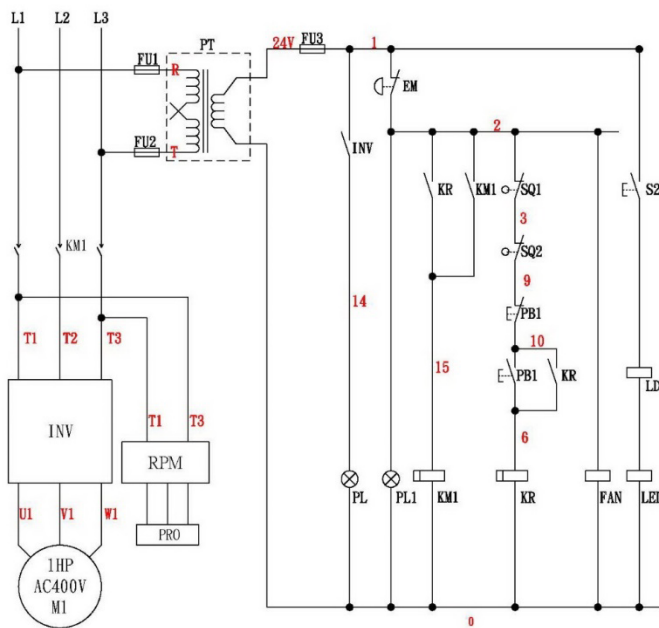 L1 L2 L3
PT
24V FU3 1
FU1 R
EM
2
FU2 T
INV
KR KM1 SQ1 S2
3
KM1
SQ2
9
14
PB1
T1 T2 T3
10
15
PB1 KR
LD
T1 T3
INV
6
RPM
PL PL1 KM1 KR FAN LED
U1 V1 W1
PRO
1HP
AC400V
M1
0